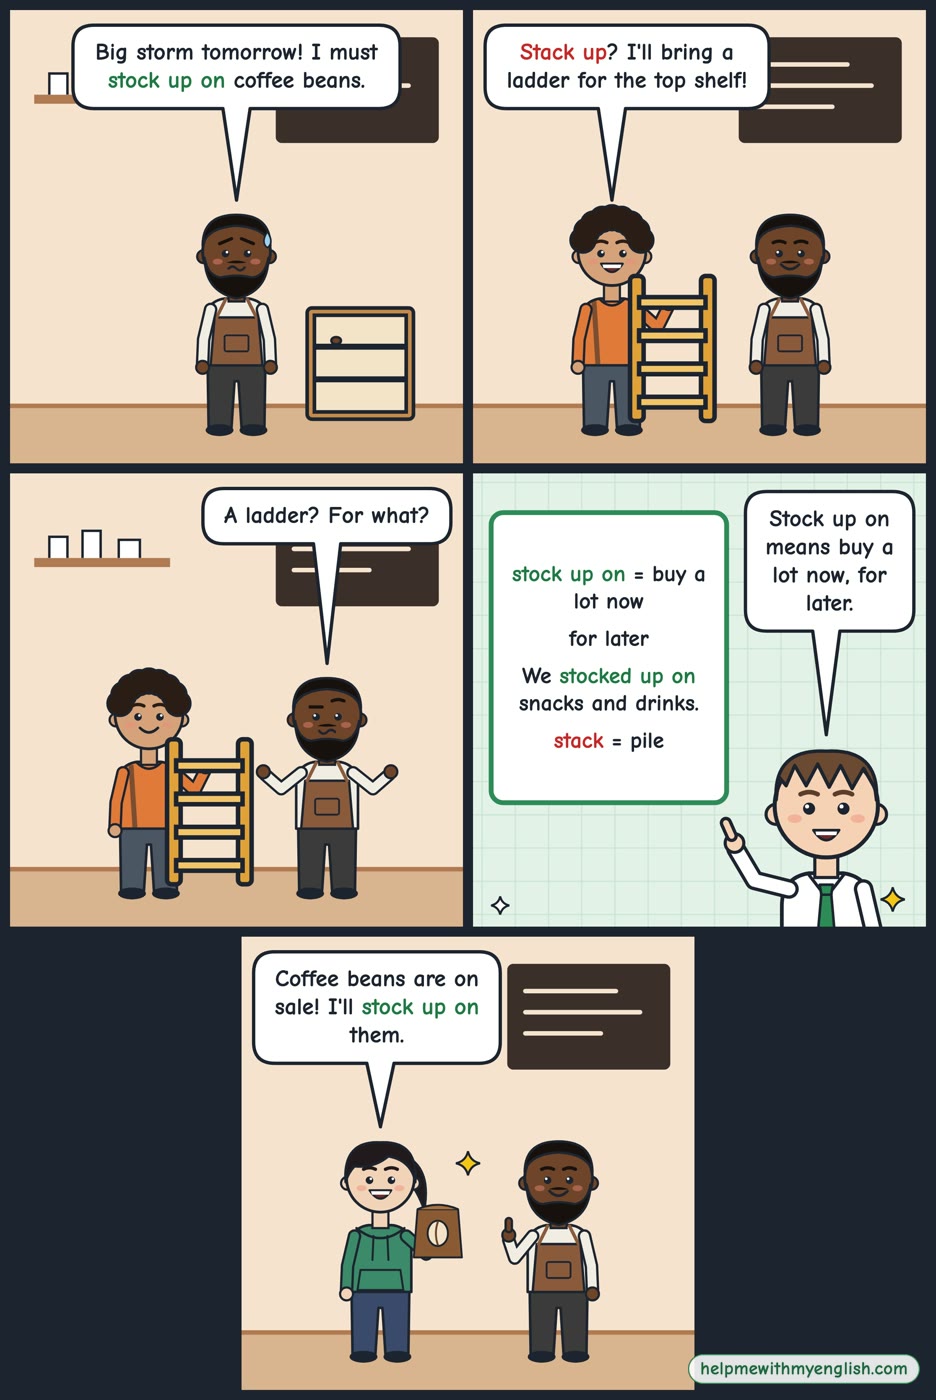 Big storm tomorrow! I must
stock up on coffee beans.
Stack up? I'll bring a
ladder for the top shelf!
A ladder? For what?
stock up on = buy a
lot now
for later
We stocked up on
snacks and drinks.
stack = pile
Stock up on
means buy a
lot now, for
later.
Coffee beans are on
sale! I'll stock up on
them.
helpmewithmyenglish.com